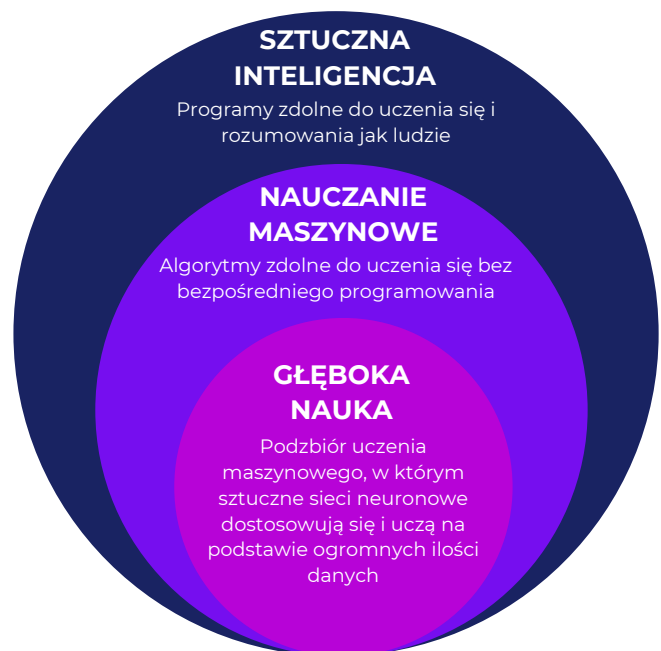 SZTUCZNA
INTELIGENCJA
Programy zdolne do uczenia się i
rozumowania jak ludzie
NAUCZANIE
MASZYNOWE
Algorytmy zdolne do uczenia się bez
bezpośredniego programowania
GŁĘBOKA
NAUKA
Podzbiór uczenia
maszynowego, w którym
sztuczne sieci neuronowe
dostosowują się i uczą na
podstawie ogromnych ilości
danych